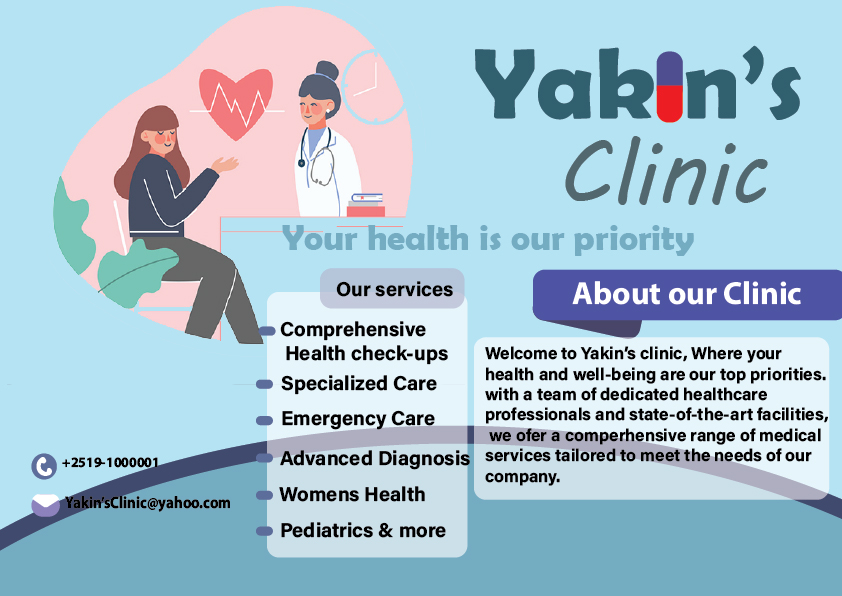 Yakin's
Clinic
Your health is our priority
Our services
Comprehensive
Health check-ups
Specialized Care
Emergency Care
Advanced Diagnosis
Womens Health
Pediatrics & more
About our Clinic
Welcome to Yakin's clinic, Where your
health and well-being are our top priorities.
with a team of dedicated healthcare
professionals and state-of-the-art facilities,
we ofer a comperhensive range of medical
services tailored to meet the needs of our
company.
+2519-1000001
Yakin'sClinic@yahoo.com